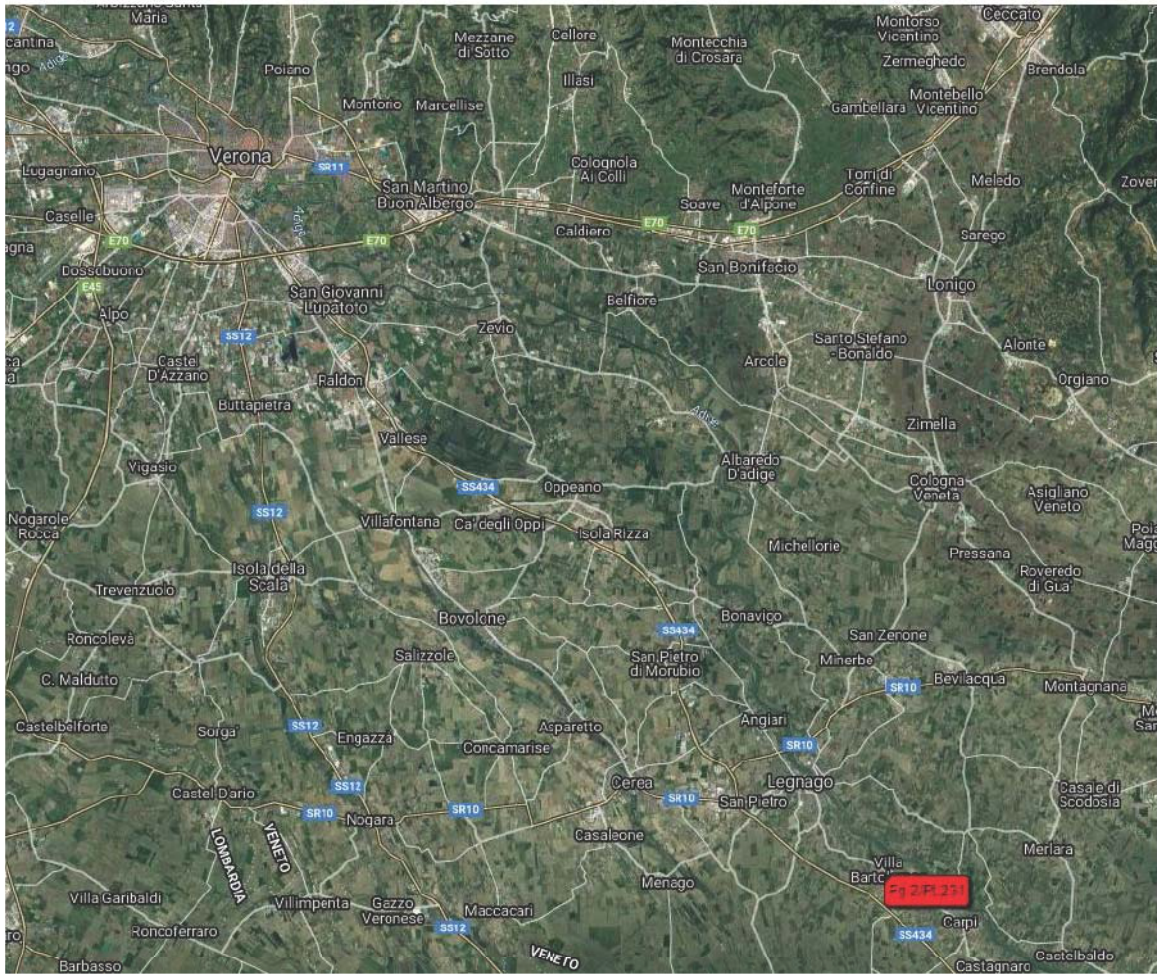 Maria
Mezzane
di Sotto
Cellore
Montecchia
di Crosara
Montorso
Vicentino
Ceccato
Zermeghedo
Adige
Poiano
Illasi
Brendola
Montorio
Marcellise
Gambellara
Montebello
Vicentino
Verona
SR11
Lugagnano
San Martino
Buon Albergo
Colognola
Ai Colli
Monteforte
d'Alpone
Torri di
Confine
Meledo
Caselle
Adige
Soave
E70
E70
E70
E70
Caldiero
Sarego
Dossobuono
E45
San Giovanni
Lupatoto
San Bonifacio
Lonigo
Alpo
Belfiore
SS12
Zevio
Santo Stefano
- Bonaldo
Alonte
Castel
D'Azzano
Raldon
Arcole
Orgiano
Buttapietra
Adige
Zimella
Vallese
Vigasio
Albaredo
D'adige
SS434
Oppeano
Cologna
Veneta
Asigliano
Veneto
Nogarole
Rocca
SS12
Villafontana
Ca' degli Oppi
Isola Rizza
Michellorie
Pressana
Isola della
Scala
Roveredo
di Gua'
Trevenzuolo
Bovolone
Bonavigo
Roncolevà
SS434
San Zenone
Salizzole
San Pietro
di Morubio
Minerbe
C. Maldutto
SR10
Bevilacqua
Montagnana
Castelbelforte
Sorga'
SS12
Engazza
Asparetto
Angiari
Concamarise
SR10
SS12
Cerea
Legnago
Castel Dario
SR10
Nogara
SR10
SR10
San Pietro
Casale di
Scodosia
Casaleone
LOMBARDIA
VENETO
Merlara
Villa
Menago
Villa Garibaldi
Villimpenta
Gazzo
Veronese
Maccacari
Carpi
Roncoferraro
SS12
SS434
VENETO
Castelbaldo
Barbasso
Castagnaro